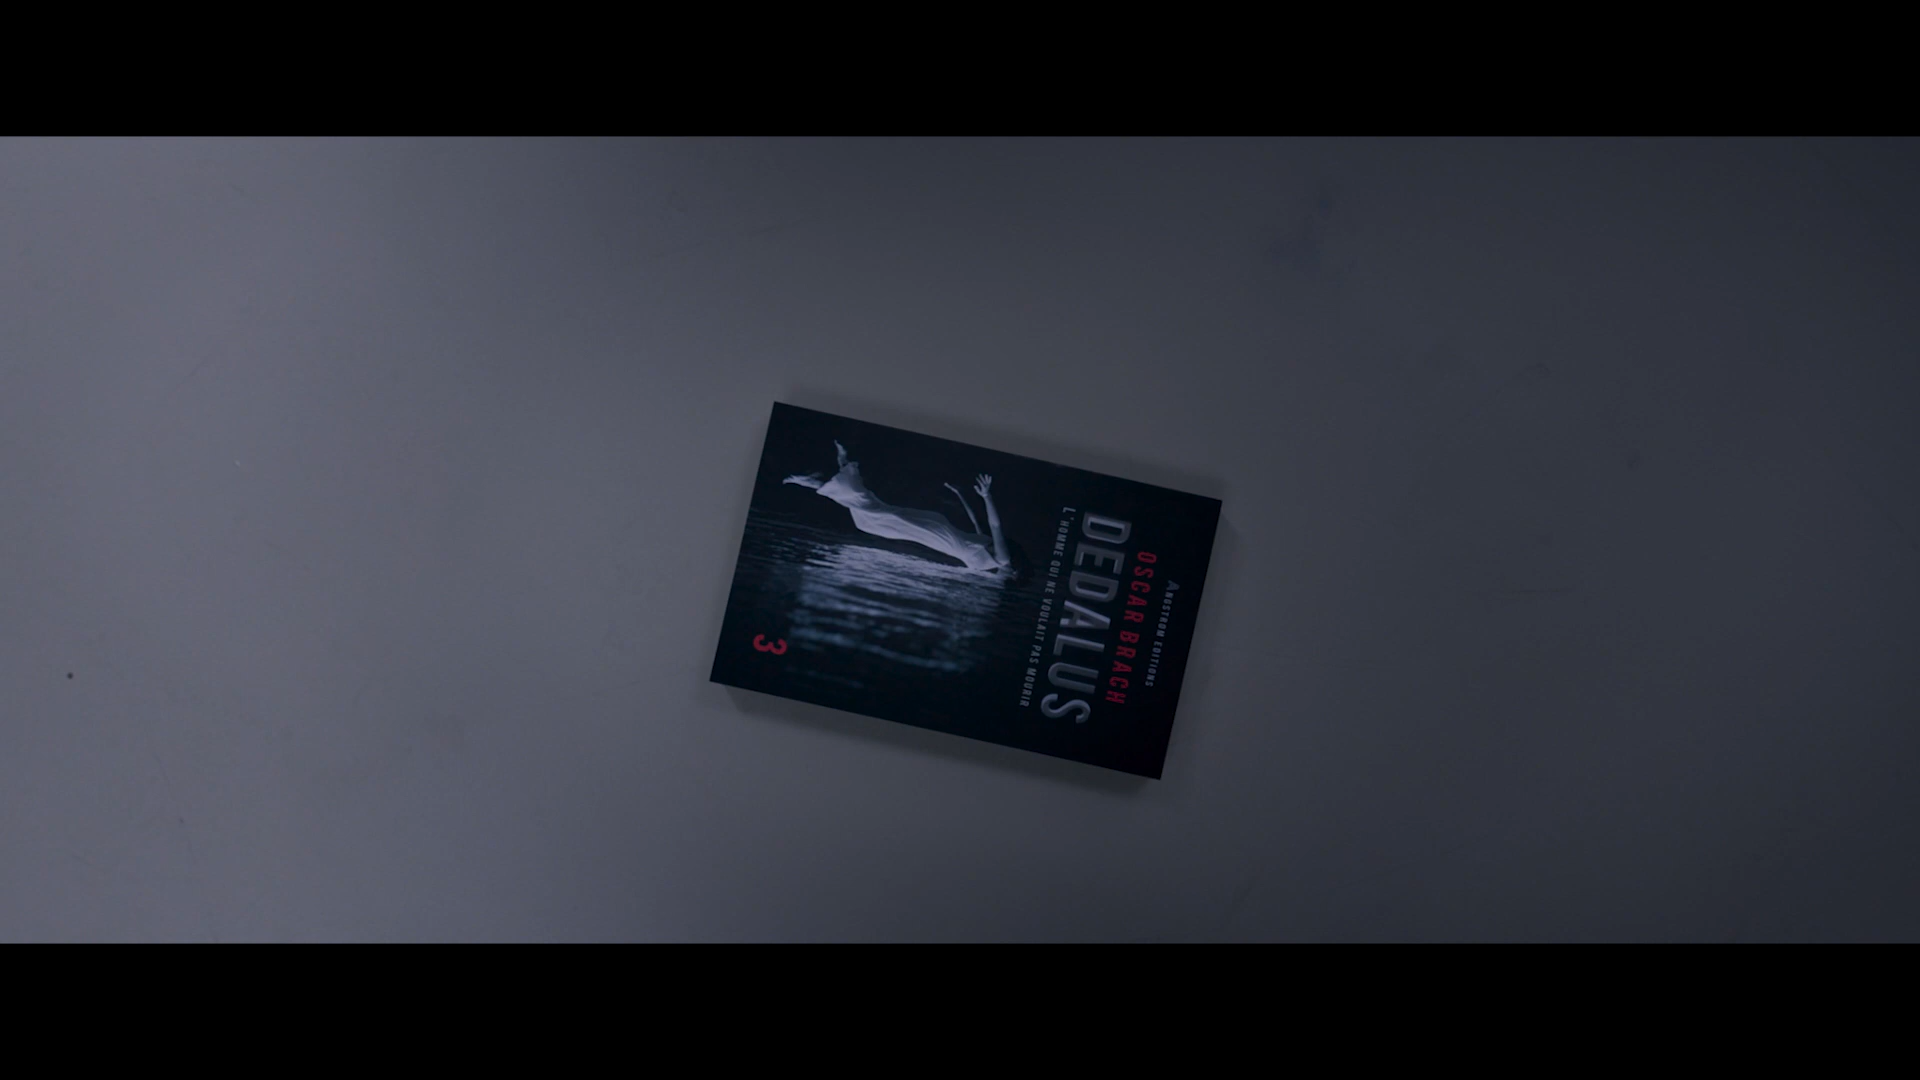 ANGSTROM EDITIONS
OSCAR BRACH
DEDALUS
L'HOMME QUI NE VOULAIT PAS MOURIR
3